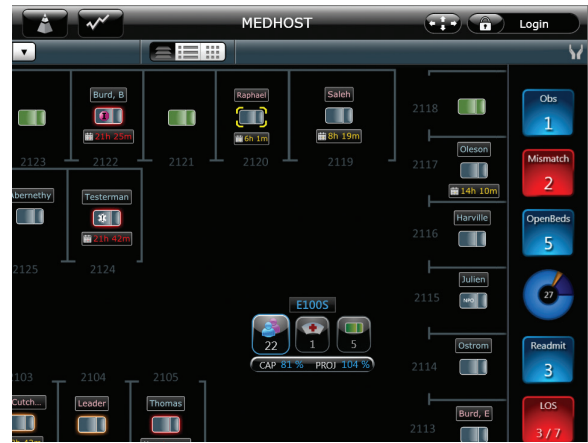 MEDHOST
Login
Burd, B
Raphael
Saleh
2118
Obs
1
21h 25m
6h 1m
8h 19m
2123
2122
2121
2120
2119
Oleson
2117
14h 10m
Mismatch
2
Abernethy
Testerman
Harville
2116
OpenBeds
5
21h 42m
2125
2124
Julien
2115
NPO
27
E100S
22
1
5
CAP 81 % PROJ 104 %
Ostrom
2114
Readmit
3
2103
2104
2105
Cutch...
Leader
Thomas
Burd, E
2113
LOS
3 / 7